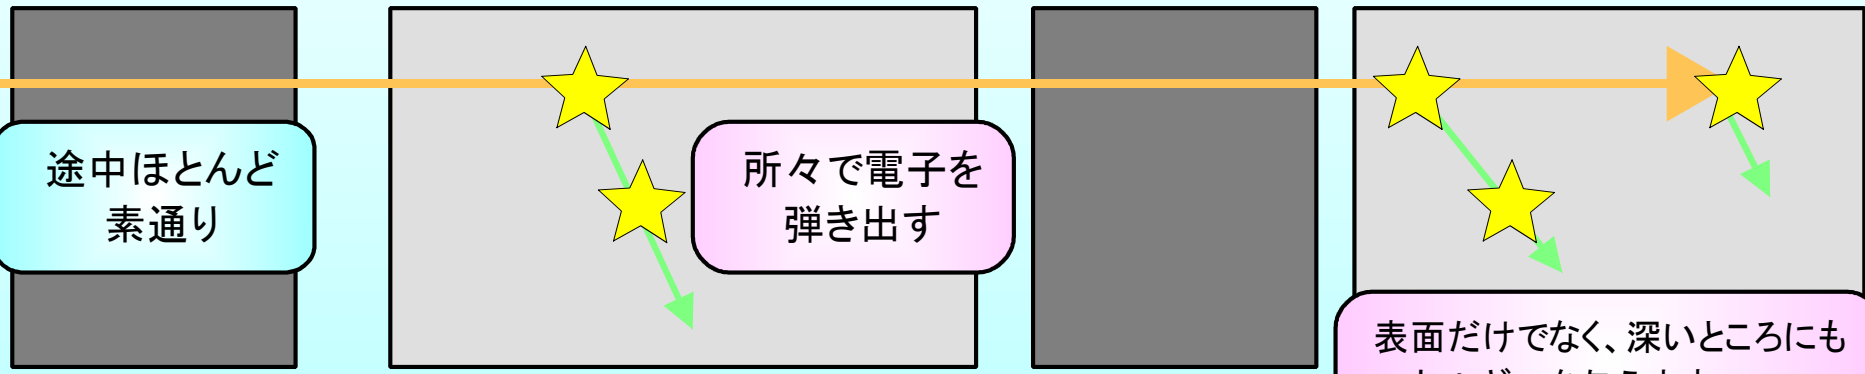 途中ほとんど
素通り
所々で電子を
弾き出す
表面だけでなく、深いところにも